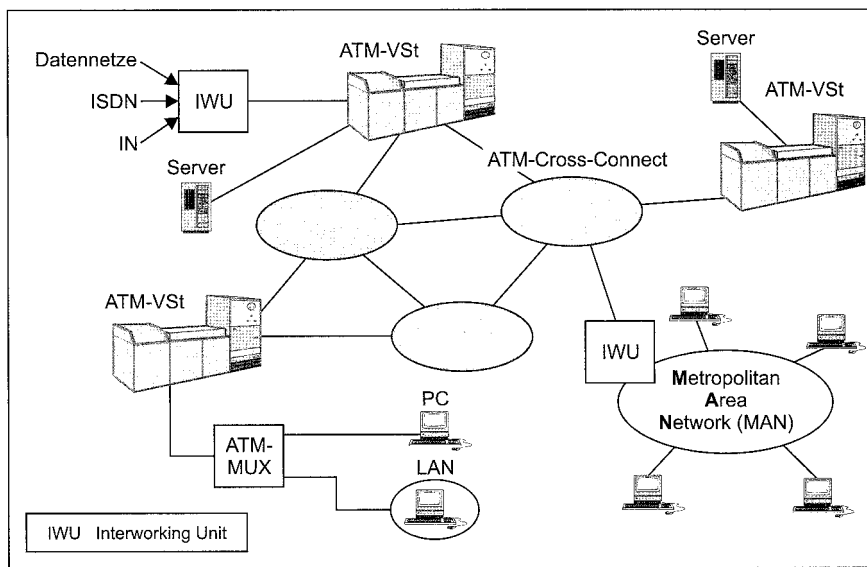 ATM-VSt
Server
Datennetze
ISDN
IN
IWU
ATM-VSt
Server
ATM-Cross-Connect
ATM-VSt
IWU
Metropolitan
Area
Network (MAN)
PC
ATM-
MUX
LAN
IWU Interworking Unit